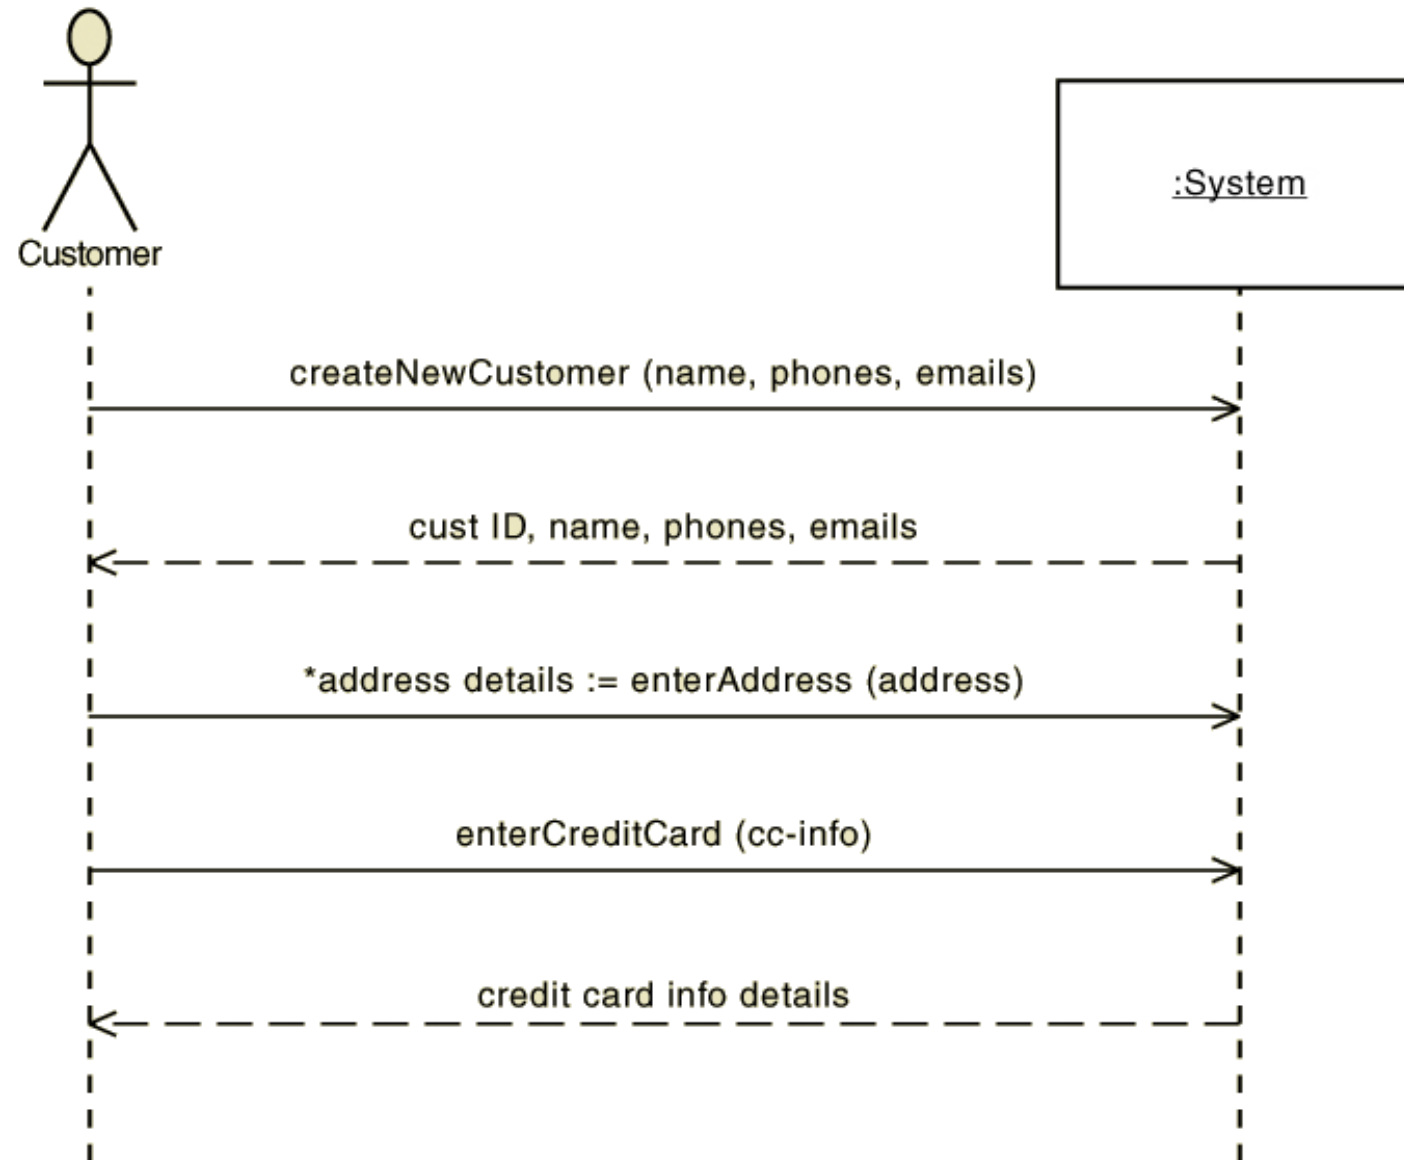 :System
Customer
createNewCustomer (name, phones, emails)
cust ID, name, phones, emails
*address details := enterAddress (address)
enterCreditCard (cc-info)
credit card info details